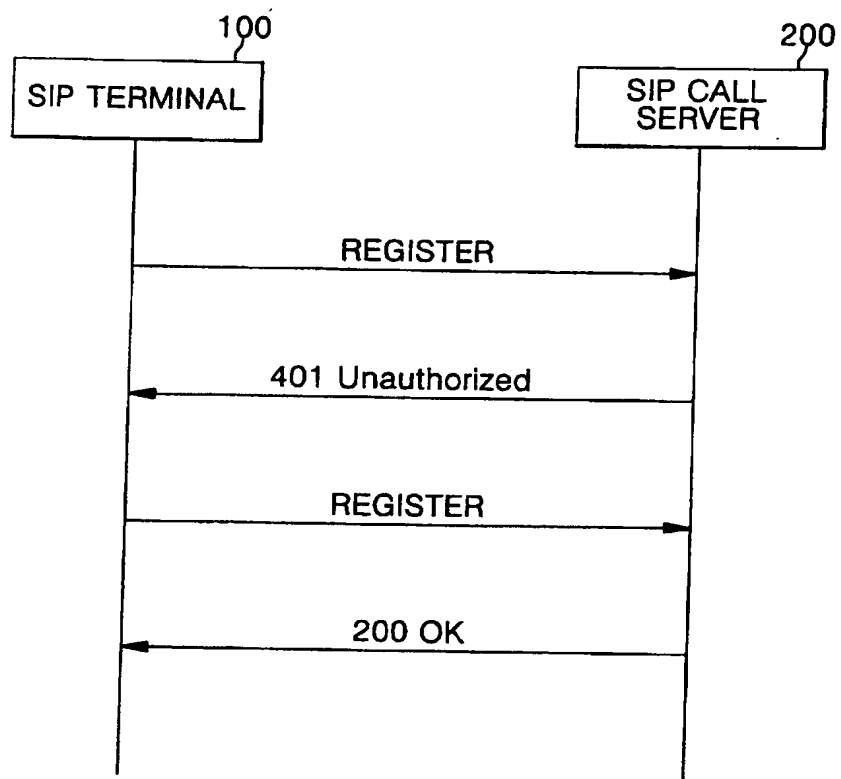 100
200
SIP TERMINAL
SIP CALL
SERVER
REGISTER
401 Unauthorized
REGISTER
200 OK